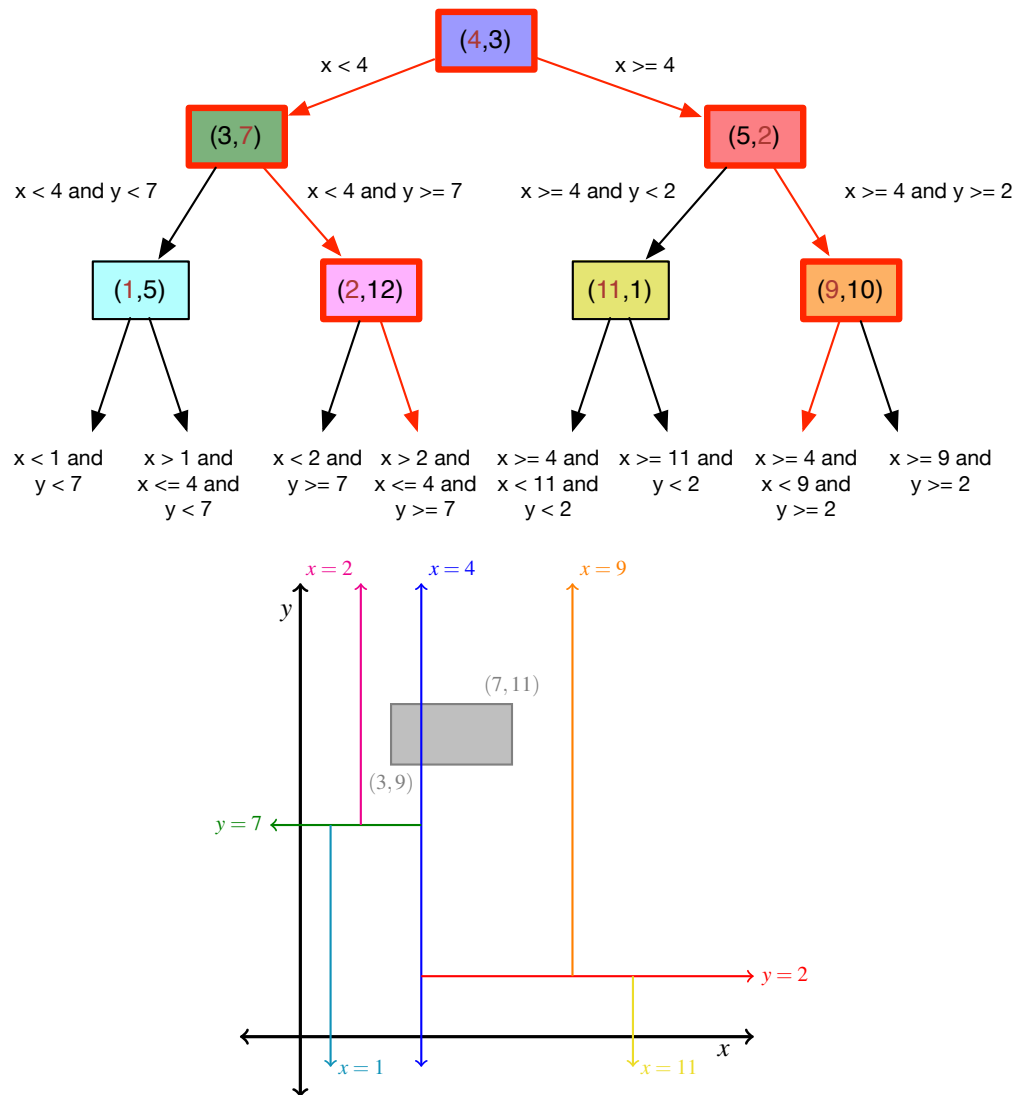 (4,3)
x < 4
x >= 4
(3,7)
(5,2)
x < 4 and y < 7
x < 4 and y >= 7
x >= 4 and y < 2
x >= 4 and y >= 2
(1,5)
(2,12)
(11,1)
(9,10)
x < 1 and
y < 7
x > 1 and
x <= 4 and
y < 7
x < 2 and
y >= 7
x > 2 and
x <= 4 and
y >= 7
x >= 4 and
x < 11 and
y < 2
x >= 11 and
y < 2
x >= 4 and
x < 9 and
y >= 2
x >= 9 and
y >= 2
x = 2
x = 4
x = 9
y
(7,11)
(3,9)
y = 7
y = 2
x
x = 1
x = 11